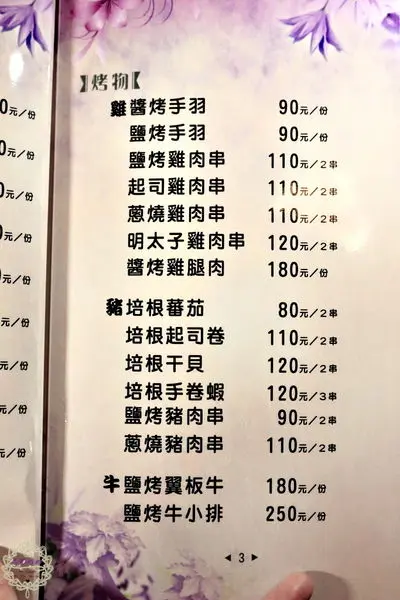 】烤物【
雞 醬烤手羽 90元/份
鹽烤手羽 90元/份
鹽烤雞肉串 110元/2串
起司雞肉串 110元/2串
蔥燒雞肉串 110元/2串
明太子雞肉串 120元/2串
醬烤雞腿肉 180元/份
豬 培根蕃茄 80元/2串
培根起司卷 110元/2串
培根干貝 120元/2串
培根手卷蝦 120元/3串
鹽烤豬肉串 90元/2串
蔥燒豬肉串 110元/2串
牛 鹽烤翼板牛 180元/份
鹽烤牛小排 250元/份
◀ 3 ▶